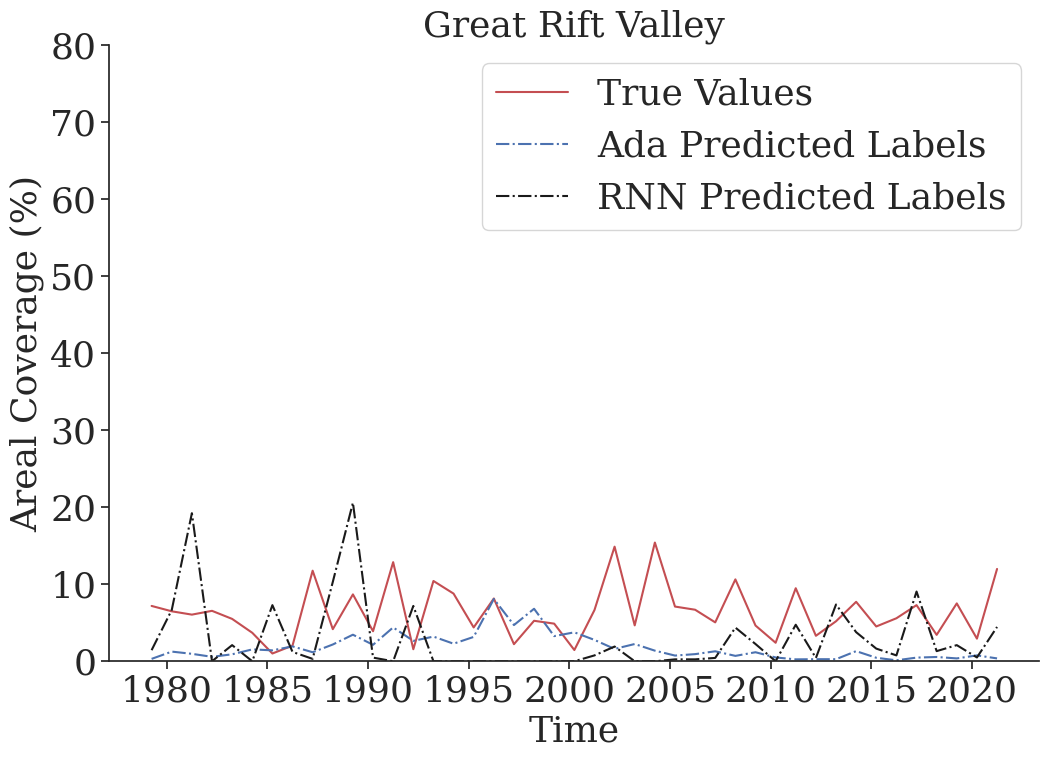 Great Rift Valley
True Values
Ada Predicted Labels
RNN Predicted Labels
Areal Coverage (%)
80
70
60
50
40
30
20
10
0
1980 1985 1990 1995 2000 2005 2010 2015 2020
Time